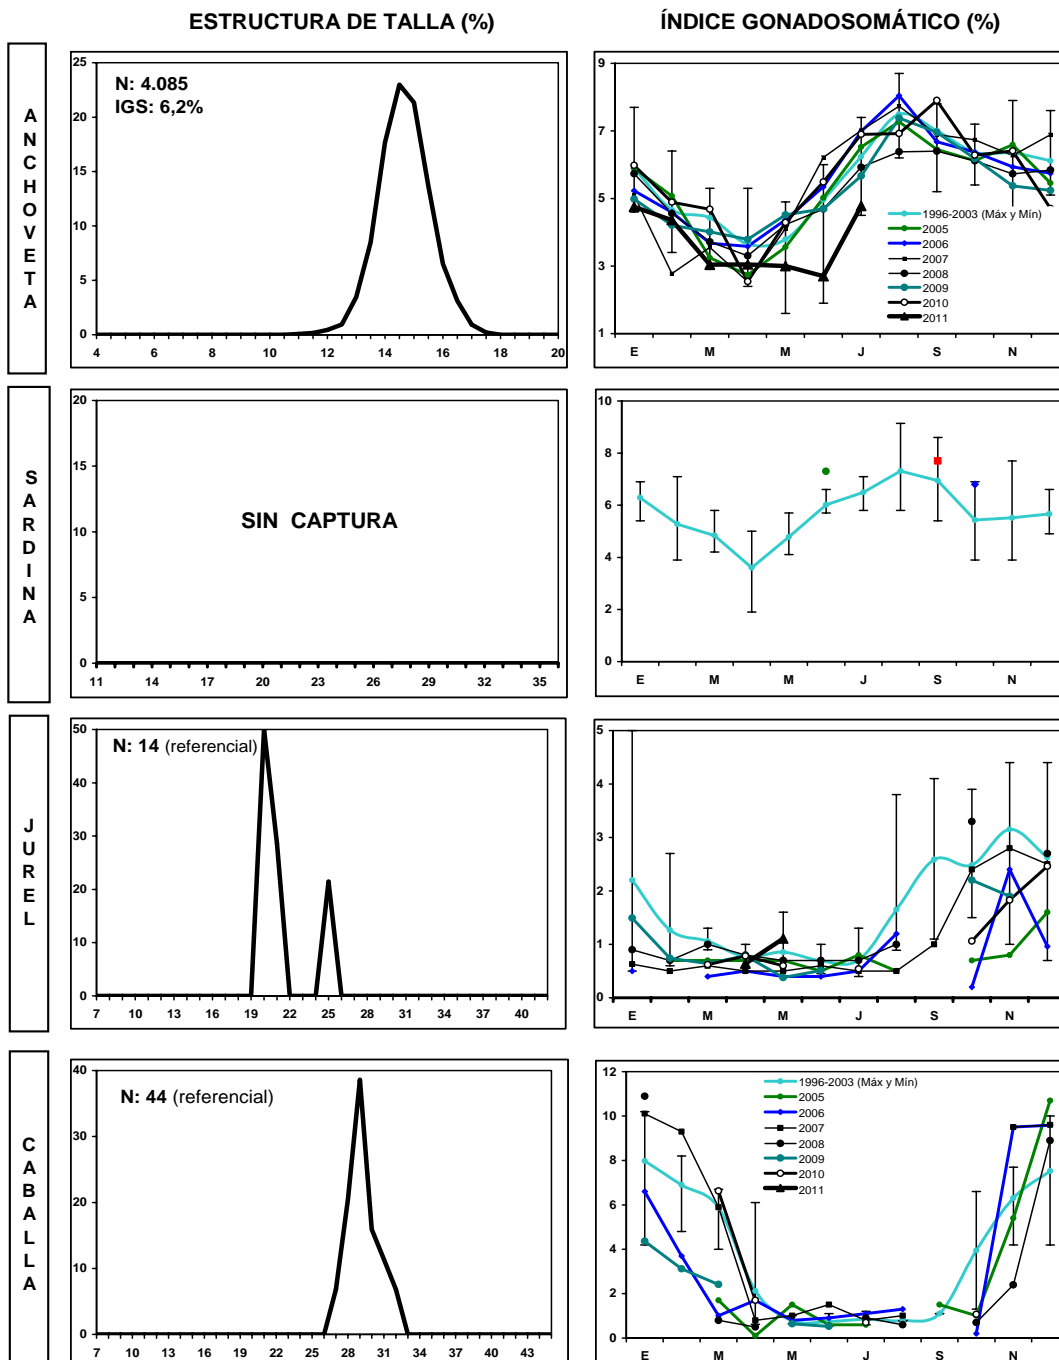 ESTRUCTURA DE TALLA (%)
ÍNDICE GONADOSOMÁTICO (%)
ANCHOVETA
25
20
15
10
5
0
N: 4.085
IGS: 6,2%
4 6 8 10 12 14 16 18 20
9
7
5
3
1
1996-2003 (Máx y Mín)
2005
2006
2007
2008
2009
2010
2011
E M M J S N
SARDINA
20
15
10
5
0
SIN CAPTURA
11 14 17 20 23 26 29 32 35
10
8
6
4
2
0
E M M J S N
JUREL
50
40
30
20
10
0
N: 14 (referencial)
7 10 13 16 19 22 25 28 31 34 37 40
5
4
3
2
1
0
E M M J S N
CABALLA
40
30
20
10
0
N: 44 (referencial)
7 10 13 16 19 22 25 28 31 34 37 40 43
12
10
8
6
4
2
0
1996-2003 (Máx y Mín)
2005
2006
2007
2008
2009
2010
2011
E M M J S N